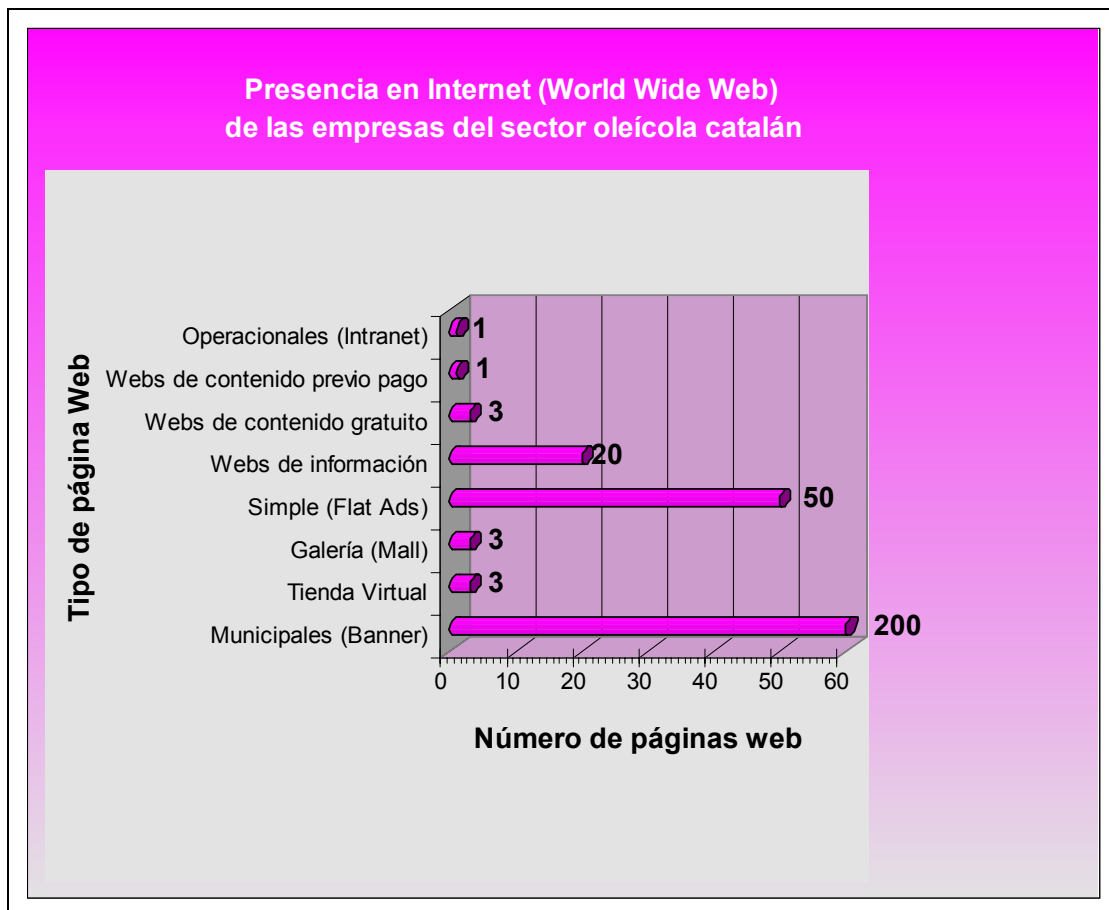 Presencia en Internet (World Wide Web)
de las empresas del sector oleícola catalán
Tipo de página Web
Operacionales (Intranet)
1
Webs de contenido previo pago
1
Webs de contenido gratuito
3
Webs de información
20
Simple (Flat Ads)
50
Galería (Mall)
3
Tienda Virtual
3
Municipales (Banner)
200
0 10 20 30 40 50 60
Número de páginas web